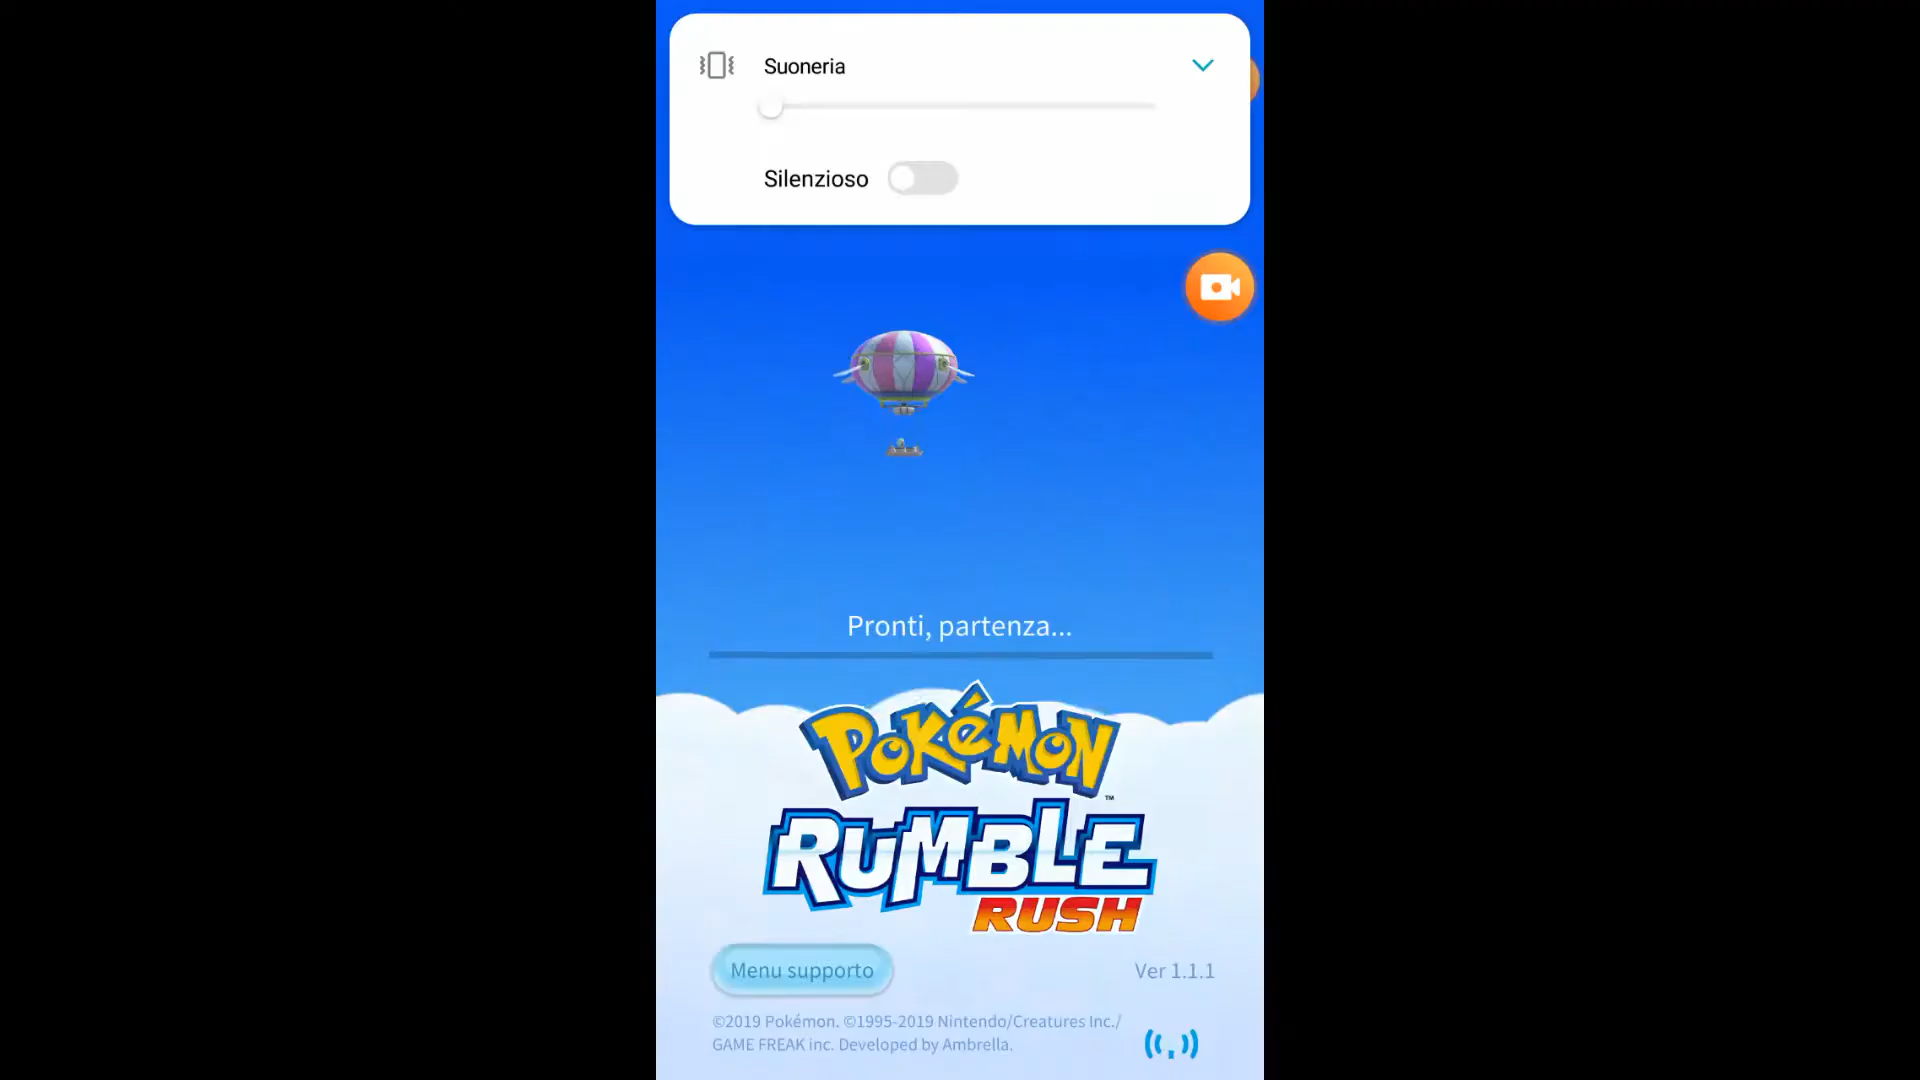 Suoneria
Silenzioso
Pronti, partenza...
POKéMON
™
RUMBLE
RUSH
Menu supporto
Ver 1.1.1
©2019 Pokémon. ©1995-2019 Nintendo/Creatures Inc./
GAME FREAK inc. Developed by Ambrella.